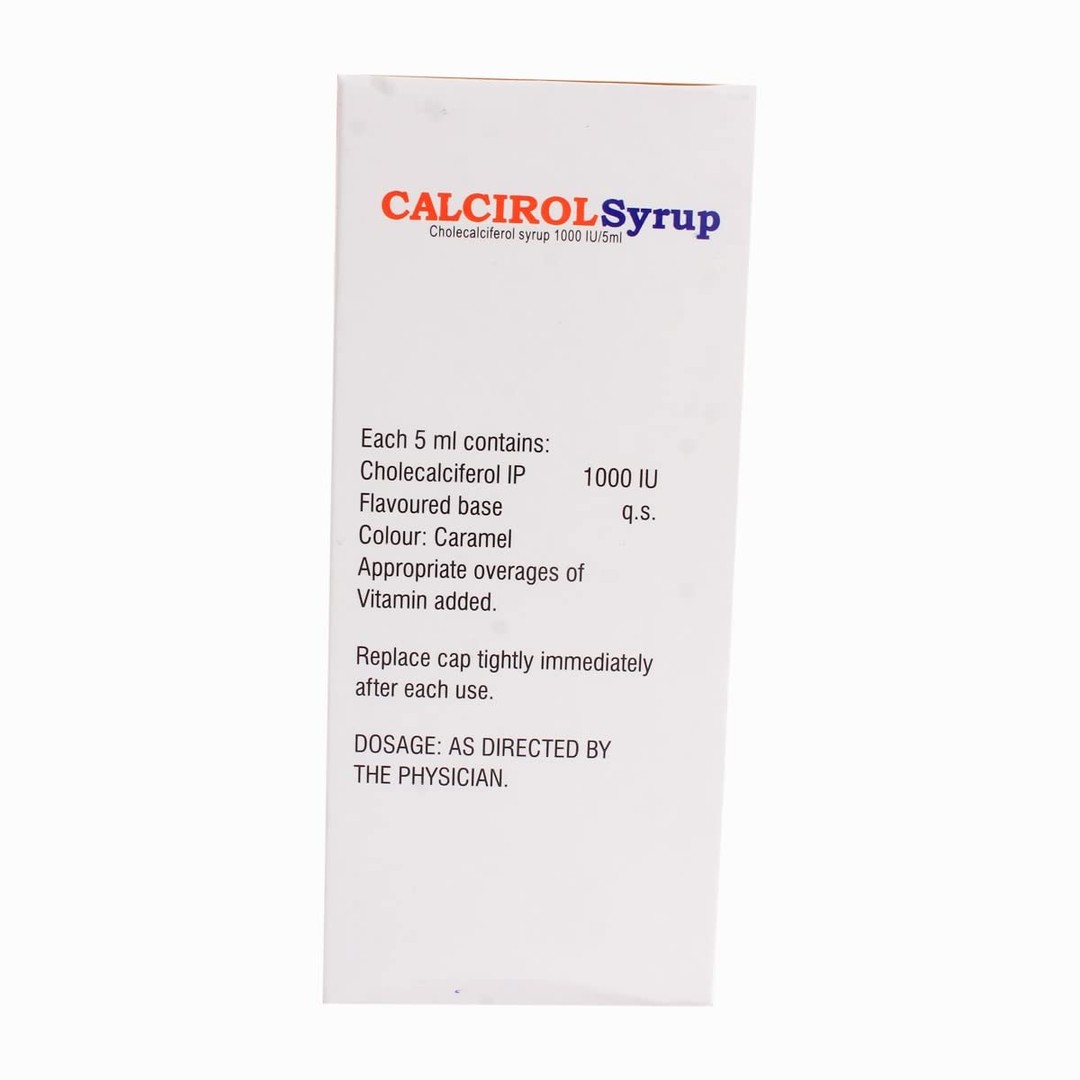 CALCIROL Syrup
Cholecalciferol syrup 1000 IU/5ml
Each 5 ml contains:
Cholecalciferol IP 1000 IU
Flavoured base q.s.
Colour: Caramel
Appropriate overages of
Vitamin added.
Replace cap tightly immediately
after each use.
DOSAGE: AS DIRECTED BY
THE PHYSICIAN.